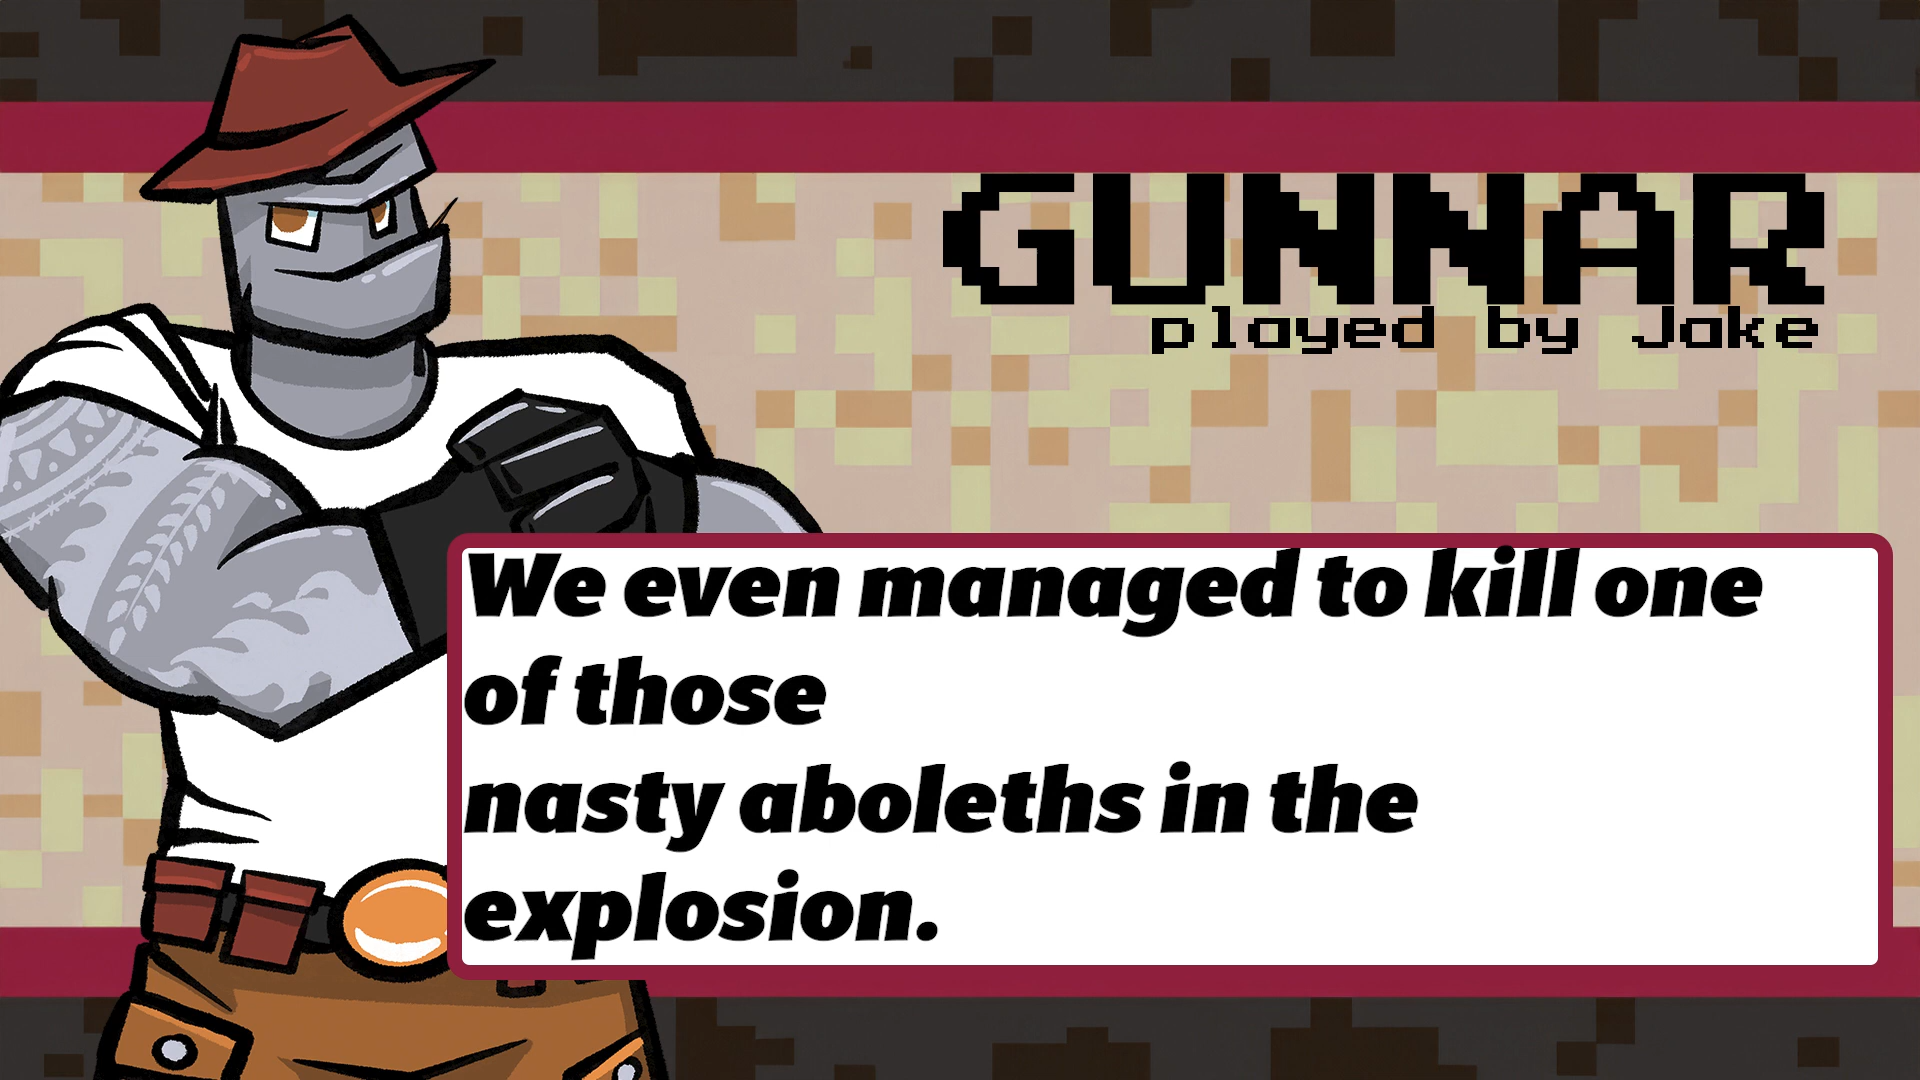 GUNNAR
played by Jake
We even managed to kill one
of those
nasty aboleths in the
explosion.